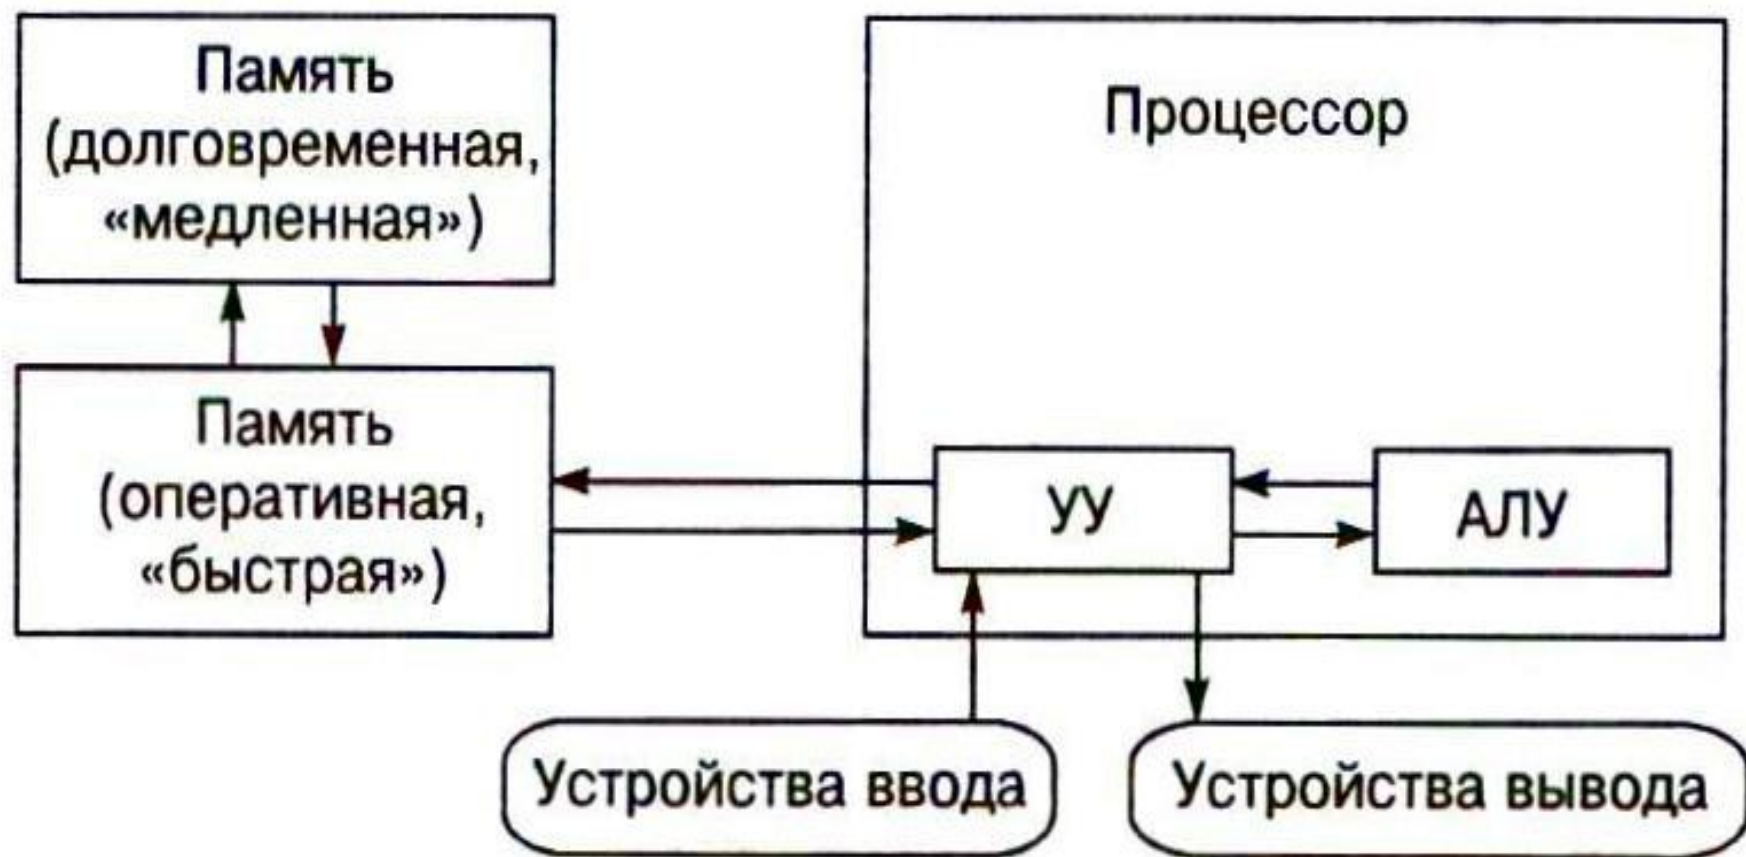 Память
(долговременная,
«медленная»)
Процессор
Память
(оперативная,
«быстрая»)
УУ
АЛУ
Устройства ввода
Устройства вывода